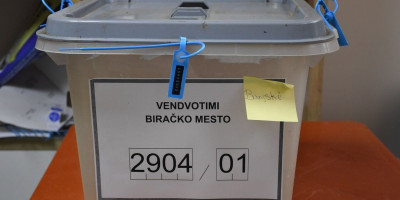 VENDVOTIMI
BIRAČKO MESTO
2904 / 01